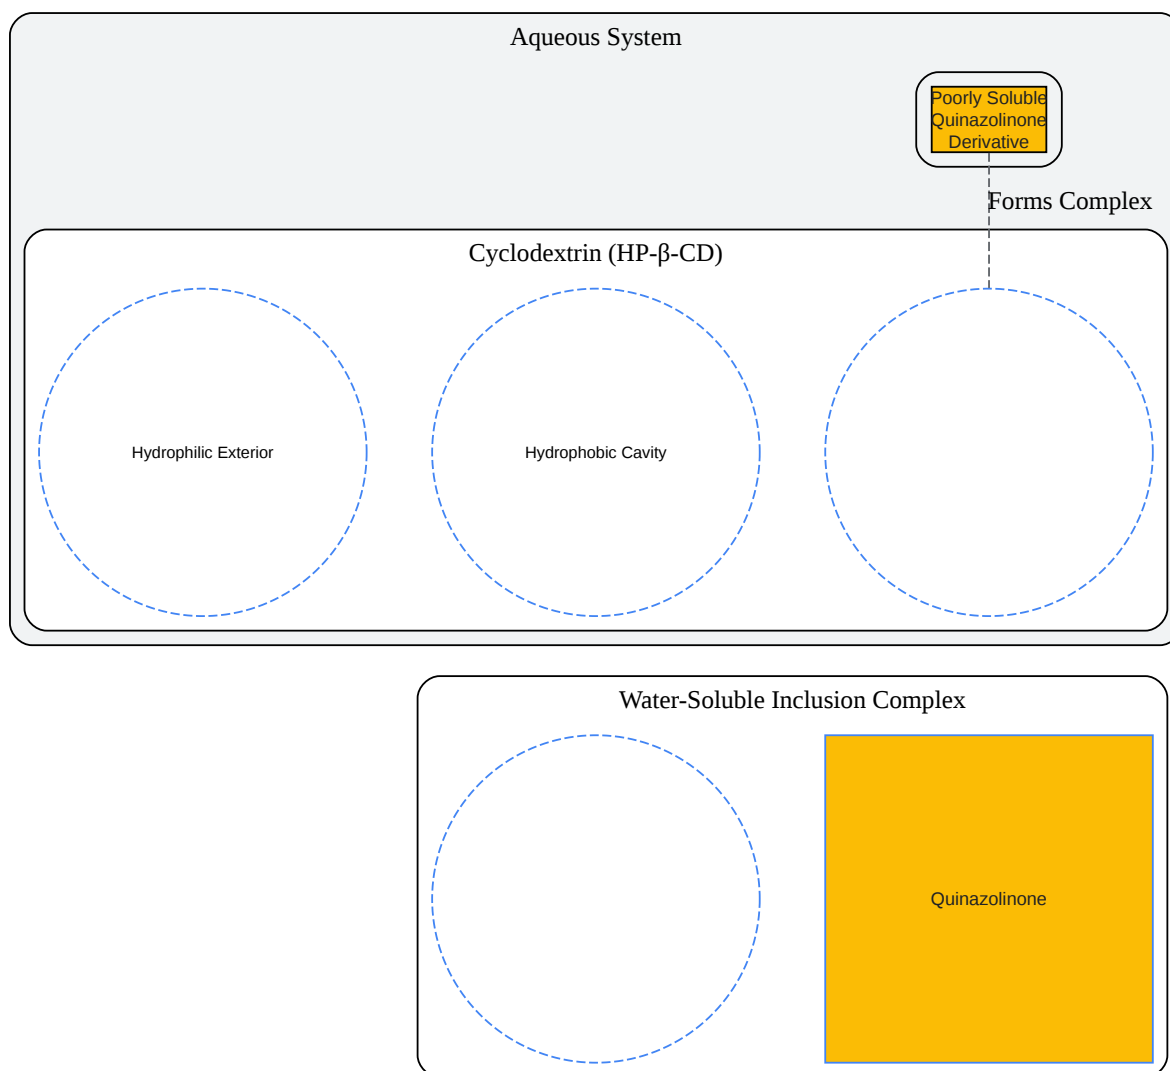 Aqueous System
Poorly Soluble
Quinazolinone
Derivative
Forms Complex
Cyclodextrin (HP-β-CD)
Hydrophilic Exterior
Hydrophobic Cavity
Water-Soluble Inclusion Complex
Quinazolinone